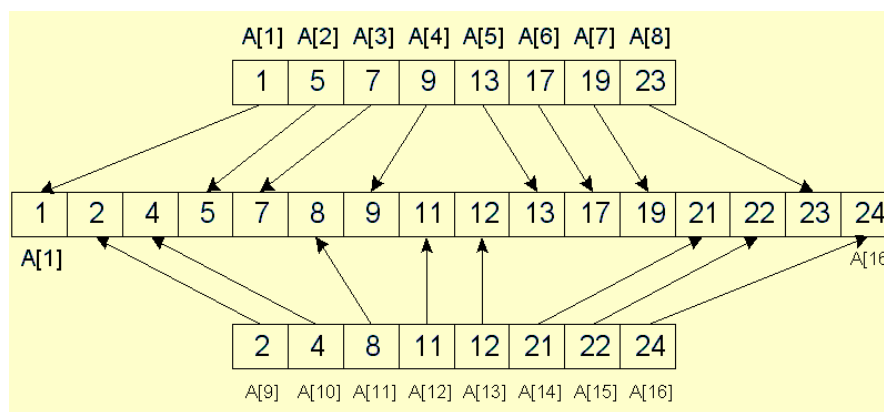 A[1] A[2] A[3] A[4] A[5] A[6] A[7] A[8]
1 5 7 9 13 17 19 23
1 2 4 5 7 8 9 11 12 13 17 19 21 22 23 24
A[1] A[16
2 4 8 11 12 21 22 24
A[9] A[10] A[11] A[12] A[13] A[14] A[15] A[16]